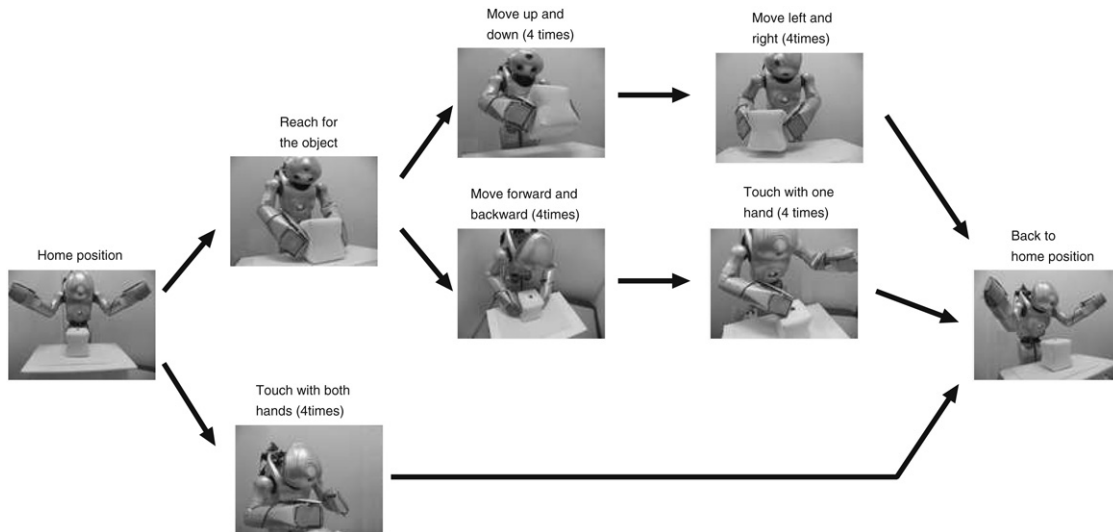 Move up and
down (4 times)
Move left and
right (4times)
Reach for
the object
Move forward and
backward (4times)
Touch with one
hand (4 times)
Home position
Back to
home position
Touch with both
hands (4times)